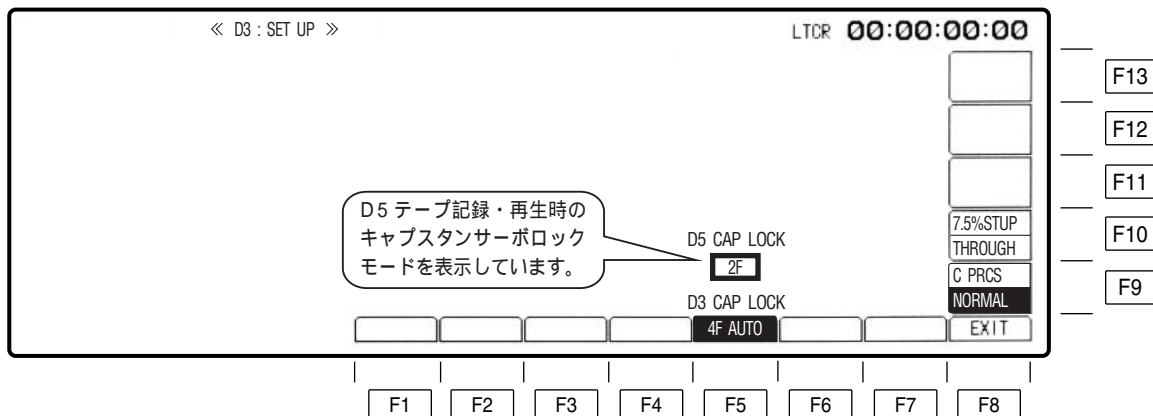 ≪ D3 : SET UP ≫
LTCR 00:00:00:00
F13
F12
F11
D5テープ記録・再生時の
キャプスタンサーボロック
モードを表示しています。
D5 CAP LOCK
2F
7.5%STUP
THROUGH
F10
C PRCS
NORMAL
F9
D3 CAP LOCK
4F AUTO
EXIT
F1 F2 F3 F4 F5 F6 F7 F8